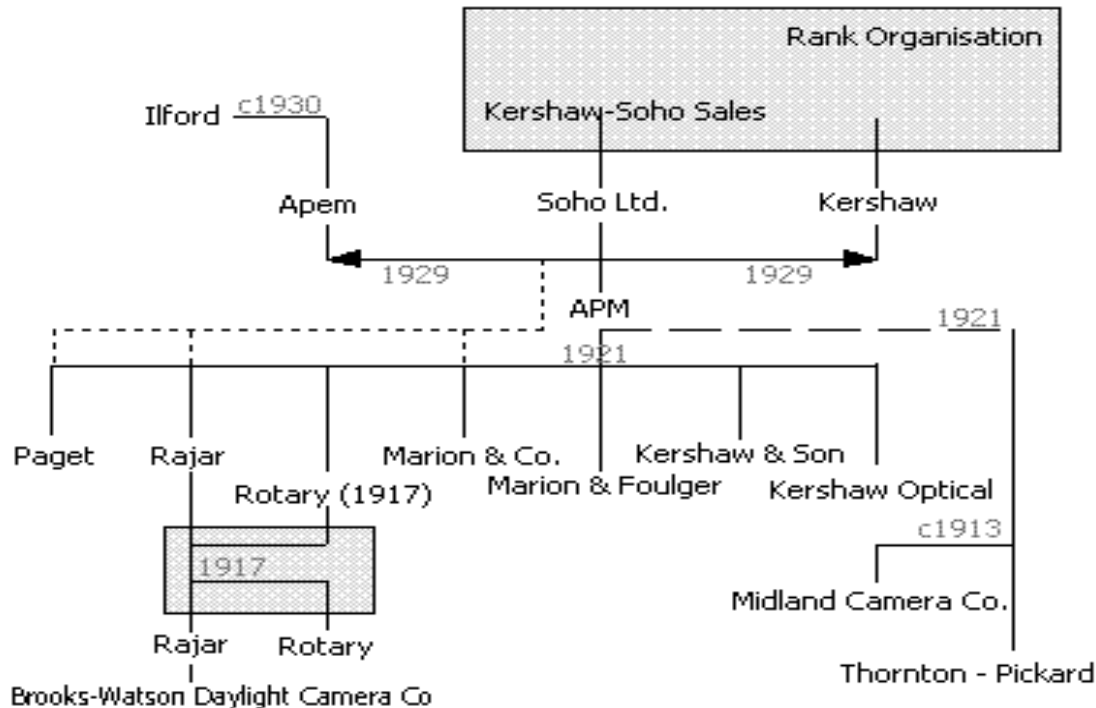 Rank Organisation
Ilford c1930
Kershaw-Soho Sales
Apem
Soho Ltd.
Kershaw
1929
1929
APM
1921
1921
Paget
Rajar
Marion & Co.
Kershaw & Son
Marion & Foulger
Rotary (1917)
Kershaw Optical
c1913
1917
Midland Camera Co.
Rajar
Rotary
Thornton - Pickard
Brooks-Watson Daylight Camera Co